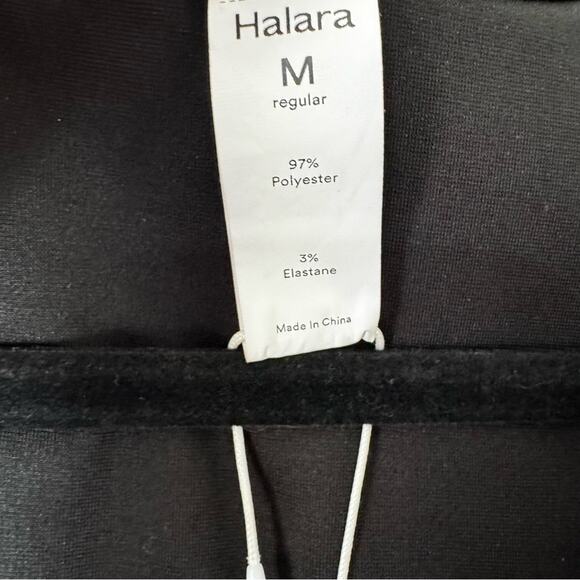 Halara
M
regular
97%
Polyester
3%
Elastane
Made In China